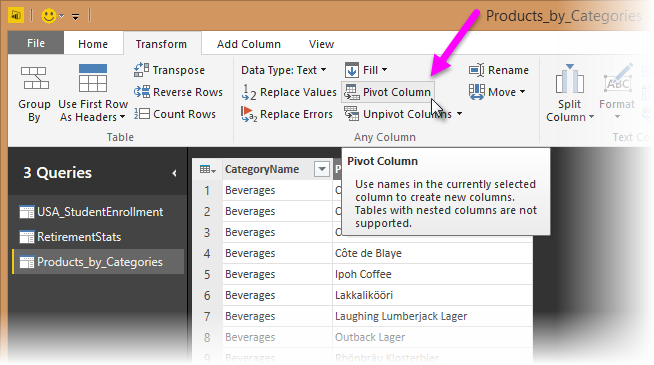 Products_by_Categories
File Home Transform Add Column View
Group By
Use First Row As Headers
Transpose
Reverse Rows
Count Rows
Table
Data Type: Text
Replace Values
Replace Errors
Fill
Pivot Column
Unpivot Columns
Rename
Move
Any Column
Split Column
Format
ABC
Text Co
Pivot Column
Use names in the currently selected
column to create new columns.
Tables with nested columns are not
supported.
3 Queries
USA_StudentEnrollment
RetirementStats
Products_by_Categories
CategoryName P
1 Beverages C
2 Beverages C
3 Beverages C
4 Beverages Côte de Blaye
5 Beverages Ipoh Coffee
6 Beverages Lakkalikööri
7 Beverages Laughing Lumberjack Lager
8 Beverages Outback Lager
9 Beverages Rhönbräu Klosterbier